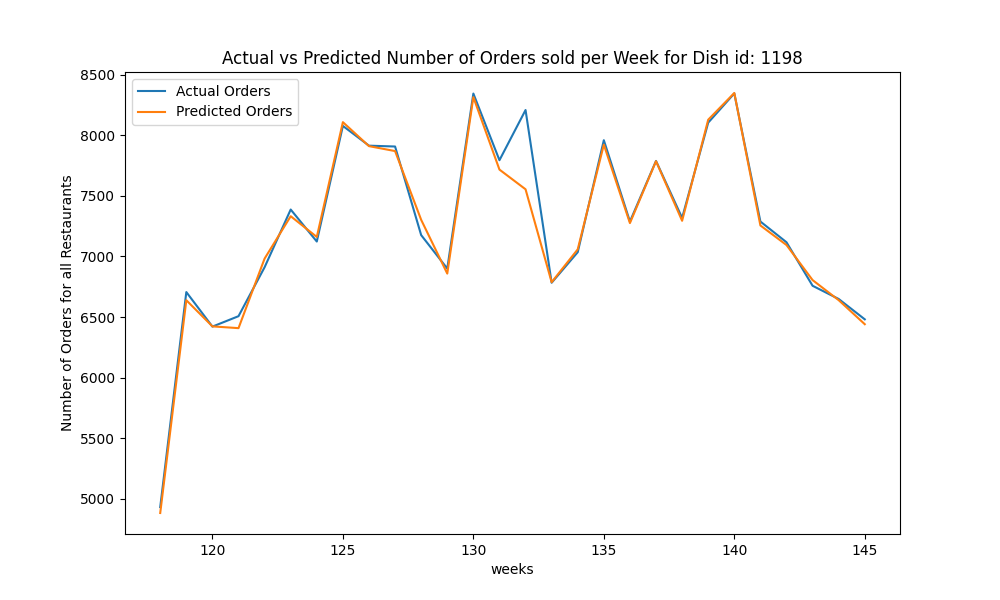 Actual vs Predicted Number of Orders sold per Week for Dish id: 1198
Actual Orders
Predicted Orders
Number of Orders for all Restaurants
8500
8000
7500
7000
6500
6000
5500
5000
120
125
130
135
140
145
weeks